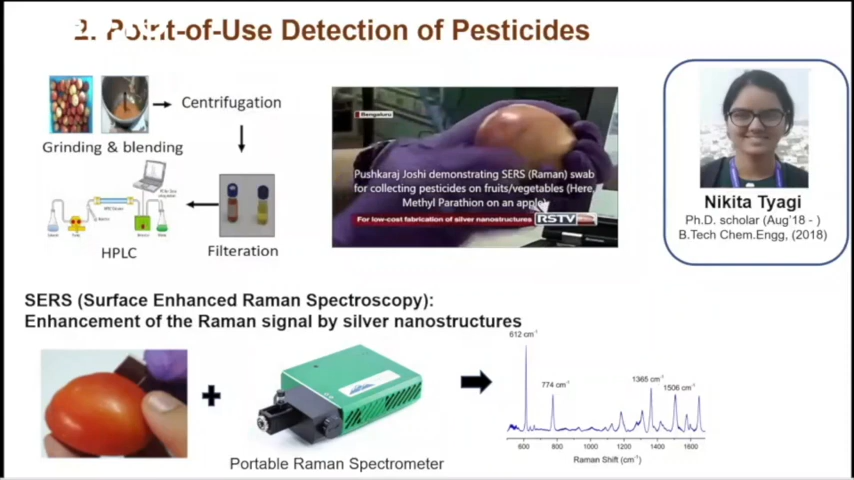 2. Point-of-Use Detection of Pesticides
Centrifugation
Grinding & blending
HPLC
Filteration
Bengaluru
Pushkaraj Joshi demonstrating SERS (Raman) swab
for collecting pesticides on fruits/vegetables (Here,
Methyl Parathion on an apple)
For low-cost fabrication of silver nanostructures
RSTV
Nikita Tyagi
Ph.D. scholar (Aug'18 - )
B.Tech Chem.Engg, (2018)
SERS (Surface Enhanced Raman Spectroscopy):
Enhancement of the Raman signal by silver nanostructures
+
Portable Raman Spectrometer
612 cm⁻¹
774 cm⁻¹
1365 cm⁻¹
1506 cm⁻¹
600 800 1000 1200 1400 1600
Raman Shift (cm⁻¹)